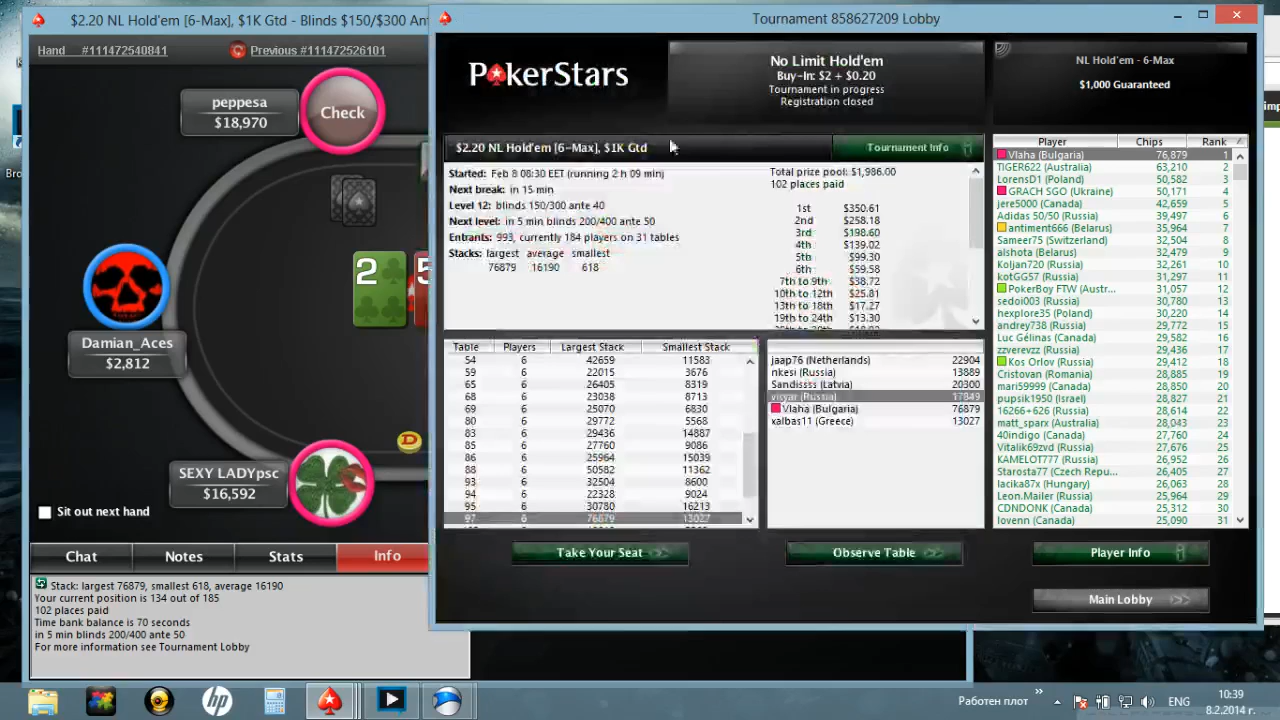 $2.20 NL Hold'em [6-Max], $1K Gtd - Blinds $150/$300 Ant
Hand #111472540841
Previous #111472526101
peppesa
$18,970
Check
2
5
Damian_Aces
$2,812
D
SEXY LADYpsc
$16,592
Sit out next hand
Chat
Notes
Stats
Info
Stack: largest 76879, smallest 618, average 16190
Your current position is 134 out of 185
102 places paid
Time bank balance is 70 seconds
in 5 min blinds 200/400 ante 50
For more information see Tournament Lobby
Tournament 858627209 Lobby
PokerStars
No Limit Hold'em
Buy-In: $2 + $0.20
Tournament in progress
Registration closed
NL Hold'em - 6-Max
$1,000 Guaranteed
$2.20 NL Hold'em [6-Max], $1K Gtd
Tournament Info
Started: Feb 8 08:30 EET (running 2 h 09 min)
Next break: in 15 min
Level 12: blinds 150/300 ante 40
Next level: in 5 min blinds 200/400 ante 50
Entrants: 993, currently 184 players on 31 tables
Stacks: largest average smallest
76879 16190 618
Total prize pool: $1,986.00
102 places paid
1st $350.61
2nd $258.18
3rd $198.60
4th $139.02
5th $99.30
6th $59.58
7th to 9th $38.72
10th to 12th $25.81
13th to 18th $17.27
19th to 24th $13.30
Table Players Largest Stack Smallest Stack
54 6 42659 11583
59 6 22015 3676
65 6 26405 8319
68 6 23038 8713
69 6 25070 6830
80 6 29772 5568
83 6 29436 14887
85 6 27760 9086
86 6 25964 15039
88 6 50582 11362
93 6 32504 8600
94 6 22328 9024
95 6 30780 16213
97 6 76879 13027
jaap76 (Netherlands) 22904
nkesi (Russia) 13889
Sandissss (Latvia) 20300
(Russia) 17849
Vlaha (Bulgaria) 76879
xalbas11 (Greece) 13027
Player Chips Rank
Vlaha (Bulgaria) 76,879 1
TIGER622 (2 (Australia) 63,210 2
LorensD1 (Poland) 50,582 3
GRACH SGO (Ukraine) 50,171 4
jere5000 (Canada) 42,659 5
Adidas 50/50 (Russia) 39,497 6
antiment666 (Belarus) 35,964 7
Sameer75 (Switzerland) 32,504 8
alshota (Belarus) 32,479 9
Koljan720 (Russia) 32,261 10
kotGG57 (Russia) 31,297 11
PokerBoy FTW (Austr... 31,057 12
sedoi003 (Russia) 30,780 13
hexplore35 (Poland) 30,220 14
andrey738 (Russia) 29,772 15
Luc Gélinas (Canada) 29,582 16
zzverevzz (Russia) 29,436 17
Kos Orlov (Russia) 29,412 18
Cristovan (Romania) 28,885 19
mari59999 (Canada) 28,850 20
pupsik1950 (Israel) 28,828 21
16266+626 (Russia) 28,614 22
matt_sparx (Australia) 28,043 23
40indigo (Canada) 27,760 24
Vitalik69zvd (Russia) 27,676 25
KAMELOT777 (Russia) 26,952 26
Starosta77 (Czech Repu... 26,405 27
lacika87x (Hungary) 26,063 28
Leon.Mailer (Russia) 25,964 29
CDNDONK (Canada) 25,312 30
lovenn (Canada) 25,090 31
Take Your Seat >>
Observe Table >>
Player Info
Main Lobby >>
hp
Работен плот
ENG
10:39
8.2.2014 г.